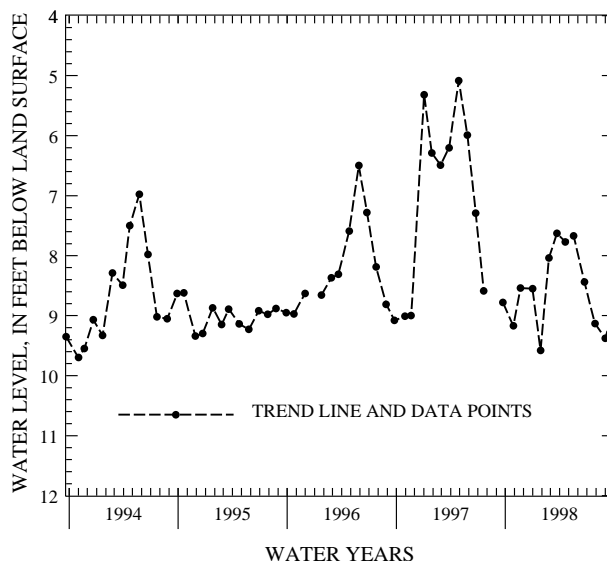 WATER LEVEL, IN FEET BELOW LAND SURFACE
4
5
6
7
8
9
10
11
12
TREND LINE AND DATA POINTS
1994 1995 1996 1997 1998
WATER YEARS